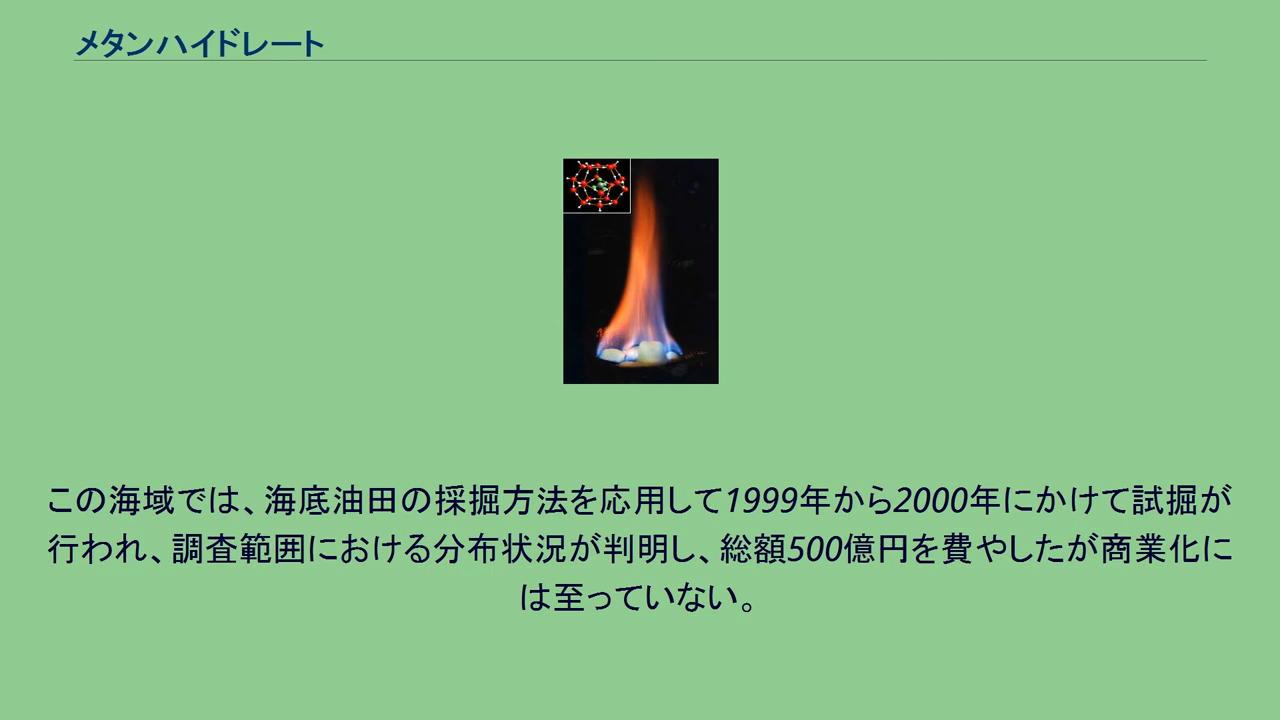 メタンハイドレート
この海域では、海底油田の採掘方法を応用して1999年から2000年にかけて試掘が
行われ、調査範囲における分布状況が判明し、総額500億円を費やしたが商業化に
は至っていない。